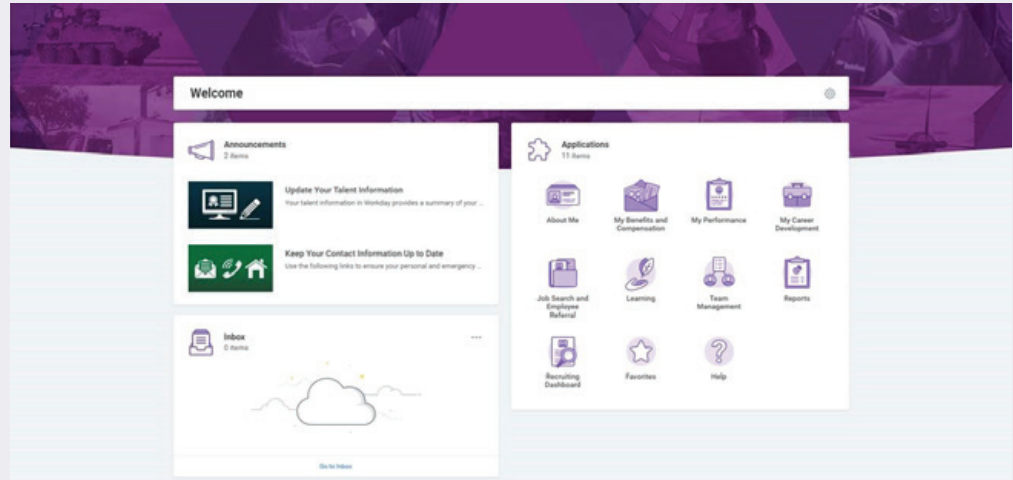 Welcome
Announcements
2 items
Update Your Talent Information
Your talent information in Workday provides a summary of your ...
Keep Your Contact Information Up to Date
Use the following links to ensure your personal and emergency ...
Inbox
0 items
Go to Inbox
Applications
11 items
About Me
My Benefits and
Compensation
My Performance
My Career
Development
Job Search and
Employee
Referral
Learning
Team
Management
Reports
Recruiting
Dashboard
Favorites
Help